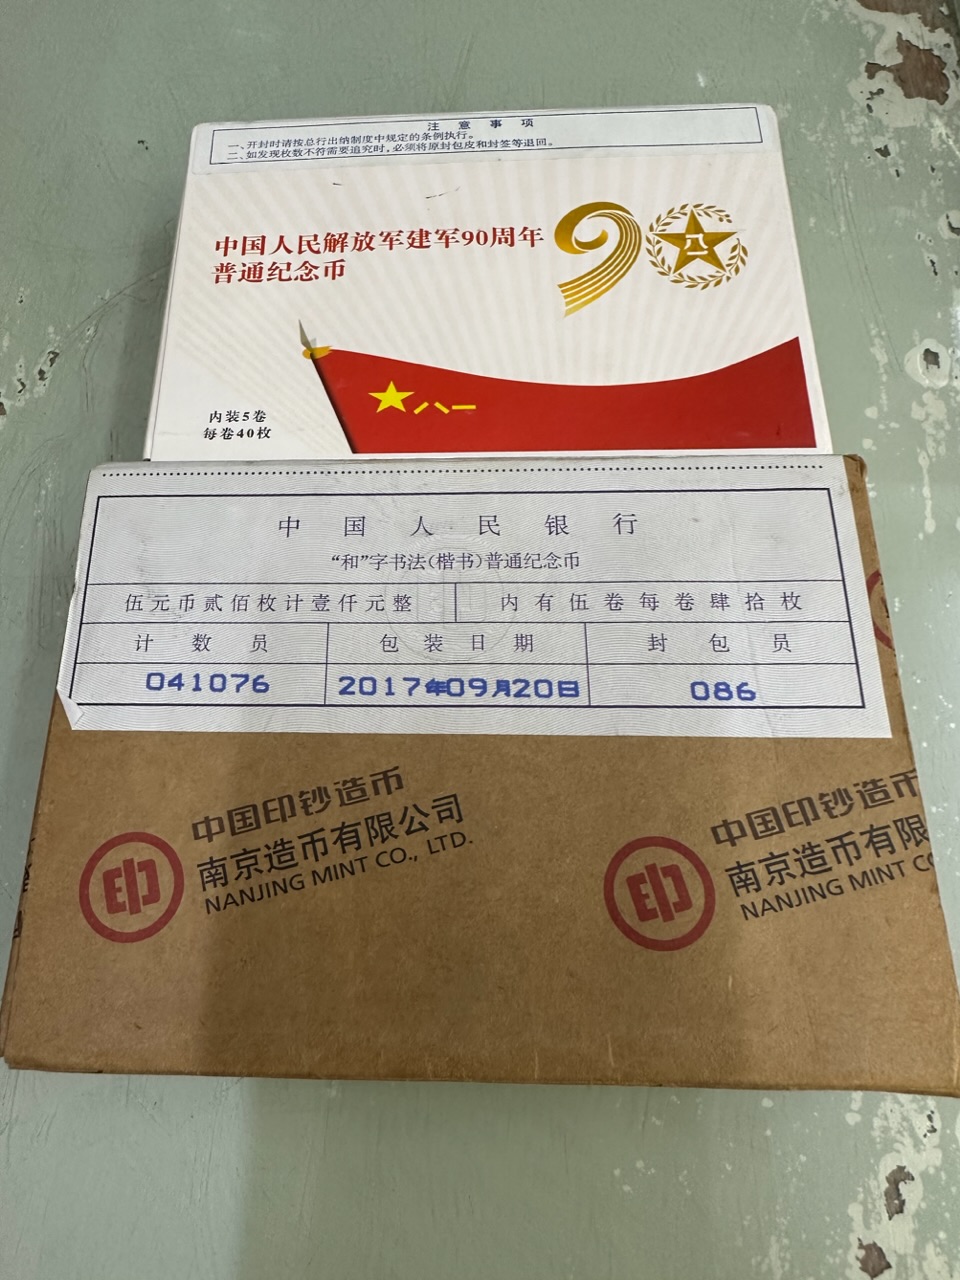 注意事项
一、开封时请按总行出纳制度中规定的条例执行。
二、如发现枚数不符需要追究时，必须将原封包皮和封签等退回。
中国人民解放军建军90周年
普通纪念币
90
八一
内装5卷
每卷40枚
中国人民银行
“和”字书法（楷书）普通纪念币
伍元币贰佰枚计壹仟元整 内有伍卷每卷肆拾枚
计数员 包装日期 封包员
041076 2017年09月20日 086
中国印钞造币
南京造币有限公司
NANJING MINT CO., LTD.
中国印钞造币
南京造币有限
NANJING MINT C